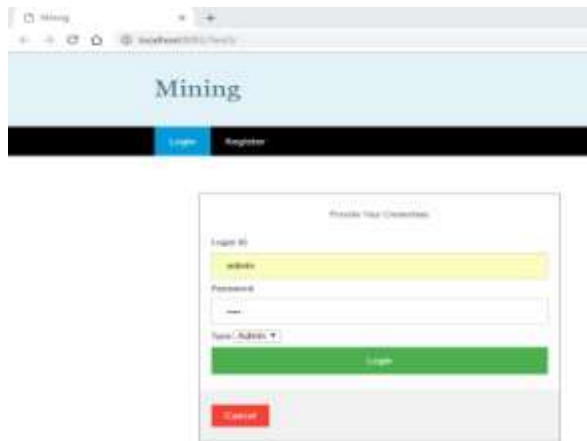 Mining
Mining
Login Register
Provide Your Credentials
Login ID
admin
Password
Type: Admin
Login
Cancel